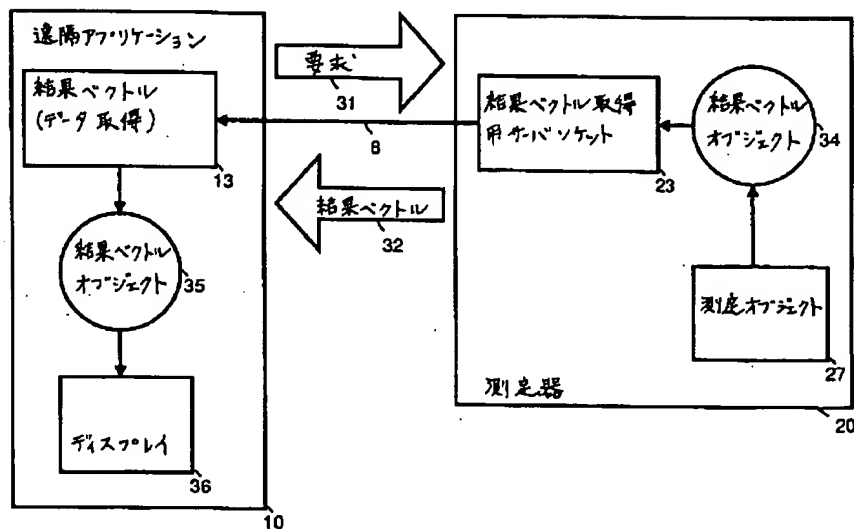 遠隔アプリケーション
結果ベクトル
(データ取得)
13
結果ベクトル
オブジェクト
35
ディスプレイ
36
10
要求
31
8
結果ベクトル
32
結果ベクトル取得
用サーバソケット
23
結果ベクトル
オブジェクト
34
測定オブジェクト
27
測定器
20